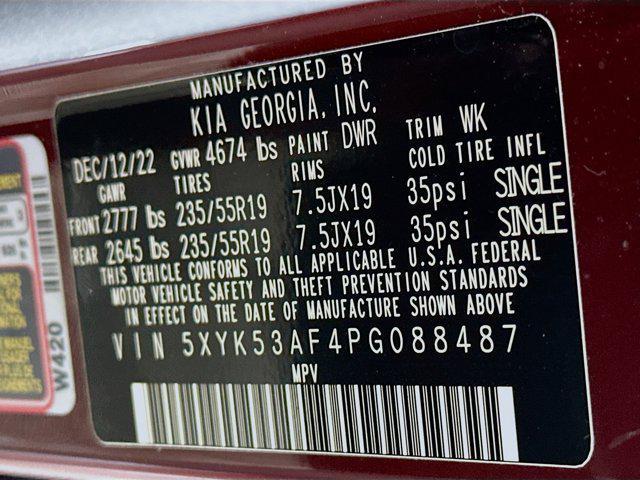 MANUFACTURED BY
KIA GEORGIA, INC.
DEC/12/22 GVWR 4674 lbs PAINT DWR TRIM WK
GAWR TIRES RIMS COLD TIRE INFL
FRONT 2777 lbs 235/55R19 7.5JX19 35psi SINGLE
REAR 2645 lbs 235/55R19 7.5JX19 35psi SINGLE
THIS VEHICLE CONFORMS TO ALL APPLICABLE U.S.A. FEDERAL
MOTOR VEHICLE SAFETY AND THEFT PREVENTION STANDARDS
IN EFFECT ON THE DATE OF MANUFACTURE SHOWN ABOVE
VIN 5XYK53AF4PG088487
MPV
W420